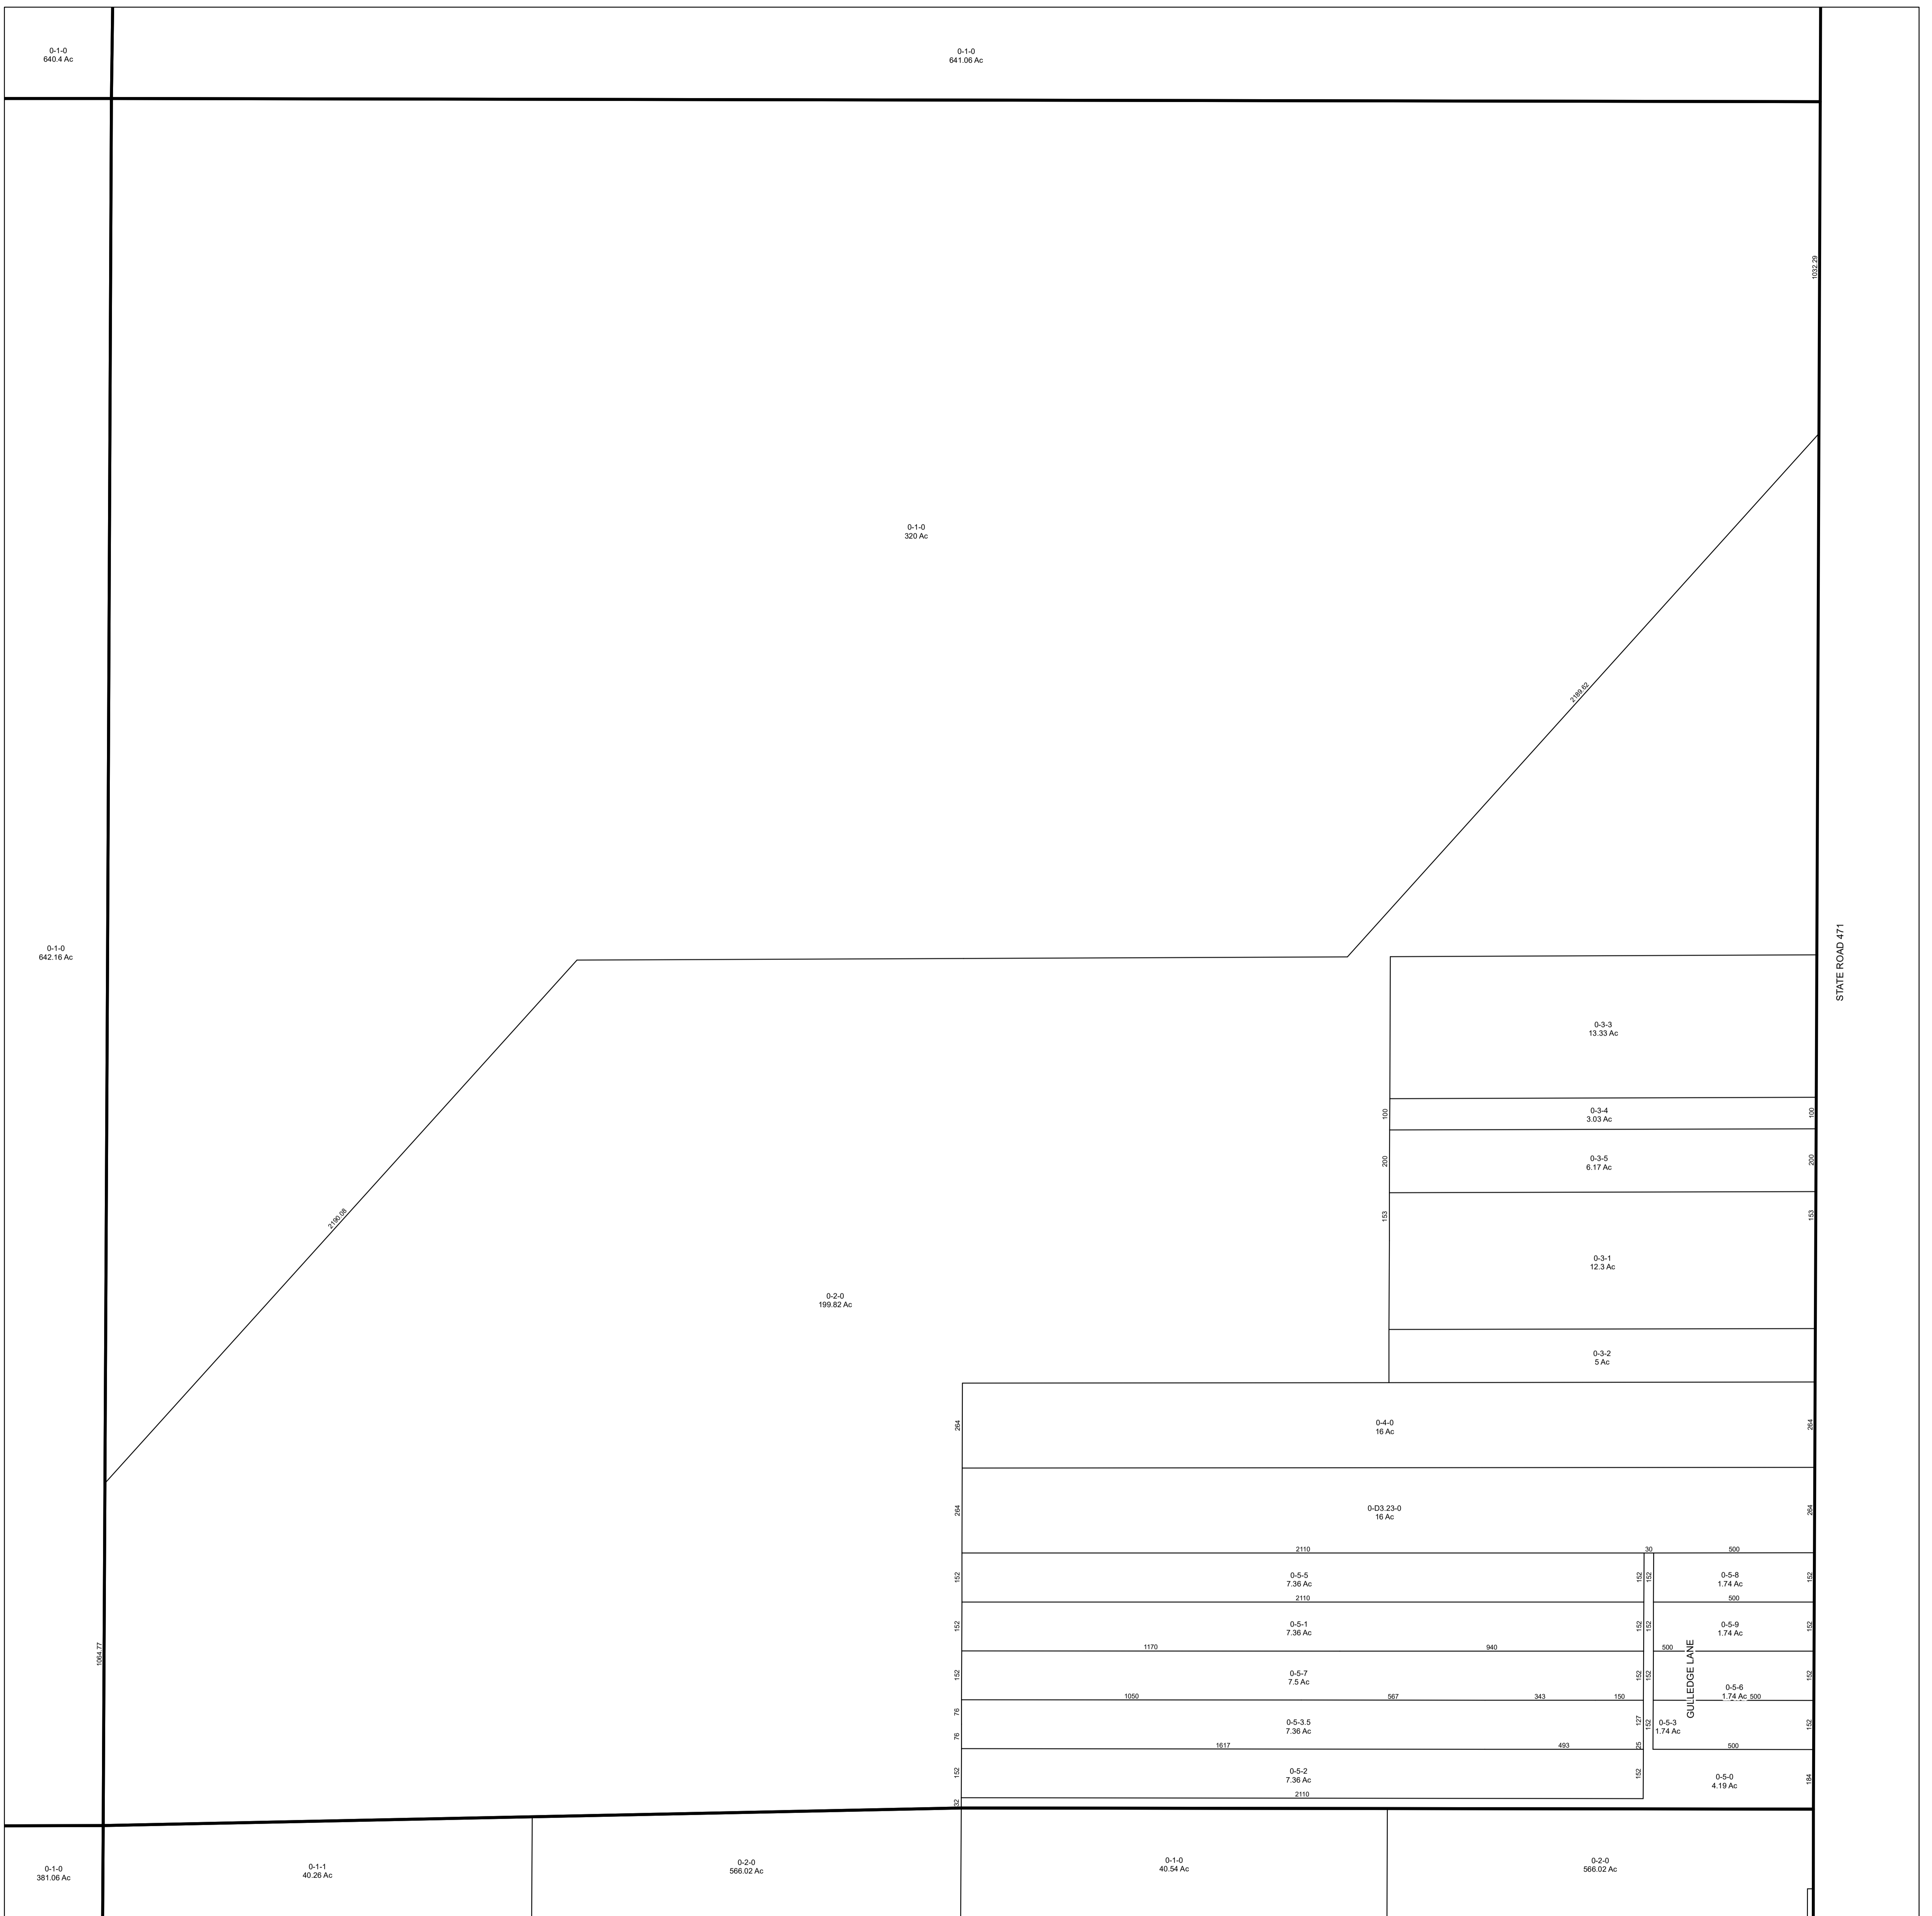 0-1-0
640.4 Ac
0-1-0
641.06 Ac
1032.29
0-1-0
320 Ac
2189.62
0-1-0
642.16 Ac
STATE ROAD 471
0-3-3
13.33 Ac
100
0-3-4
3.03 Ac
100
200
0-3-5
6.17 Ac
200
153
153
2190.08
0-3-1
12.3 Ac
0-2-0
199.82 Ac
0-3-2
5 Ac
264
0-4-0
16 Ac
264
264
0-D3.23-0
16 Ac
264
2110
30
500
152
0-5-5
7.36 Ac
152
152
0-5-8
1.74 Ac
152
2110
500
152
0-5-1
7.36 Ac
152
152
0-5-9
1.74 Ac
152
1064.77
1170
940
500
152
0-5-7
7.5 Ac
152
152
GULLEDGE LANE
0-5-6
1.74 Ac
152
1050
567
343
150
500
76
76
0-5-3.5
7.36 Ac
127
152
0-5-3
1.74 Ac
152
1617
493
25
500
152
0-5-2
7.36 Ac
152
0-5-0
4.19 Ac
184
2110
32
0-1-0
381.06 Ac
0-1-1
40.26 Ac
0-2-0
566.02 Ac
0-1-0
40.54 Ac
0-2-0
566.02 Ac